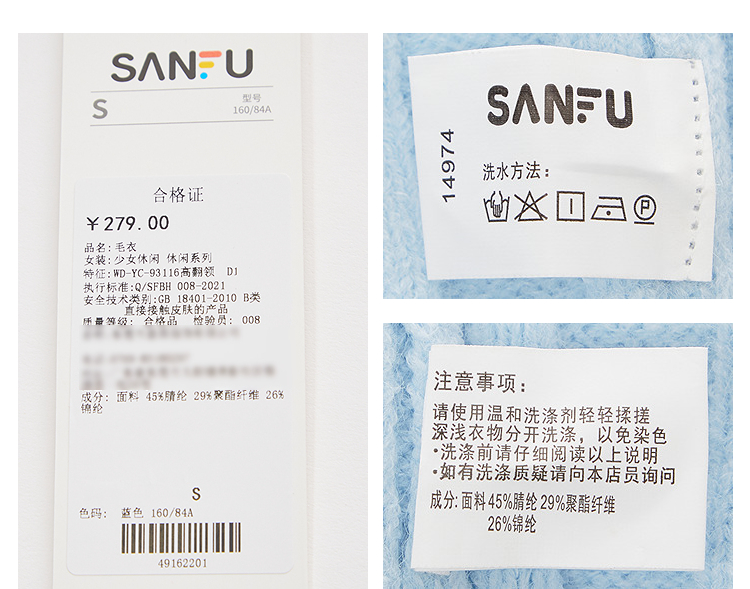 SANFU
S
型号
160/84A
合格证
￥279.00
品名:毛衣
女装:少女休闲 休闲系列
特征:WD-YC-93116高翻领 D1
执行标准:Q/SFBH 008-2021
安全技术类别:GB 18401-2010 B类
直接接触皮肤的产品
质量等级: 合格品 检验员: 008
成分: 面料 45%腈纶 29%聚酯纤维 26%
锦纶
S
色码: 蓝色 160/84A
49162201
SANFU
14974
洗水方法:
P
注意事项:
请使用温和洗涤剂轻轻揉搓
深浅衣物分开洗涤，以免染色
·洗涤前请仔细阅读以上说明
·如有洗涤质疑请向本店员询问
成分: 面料 45%腈纶 29%聚酯纤维
26%锦纶